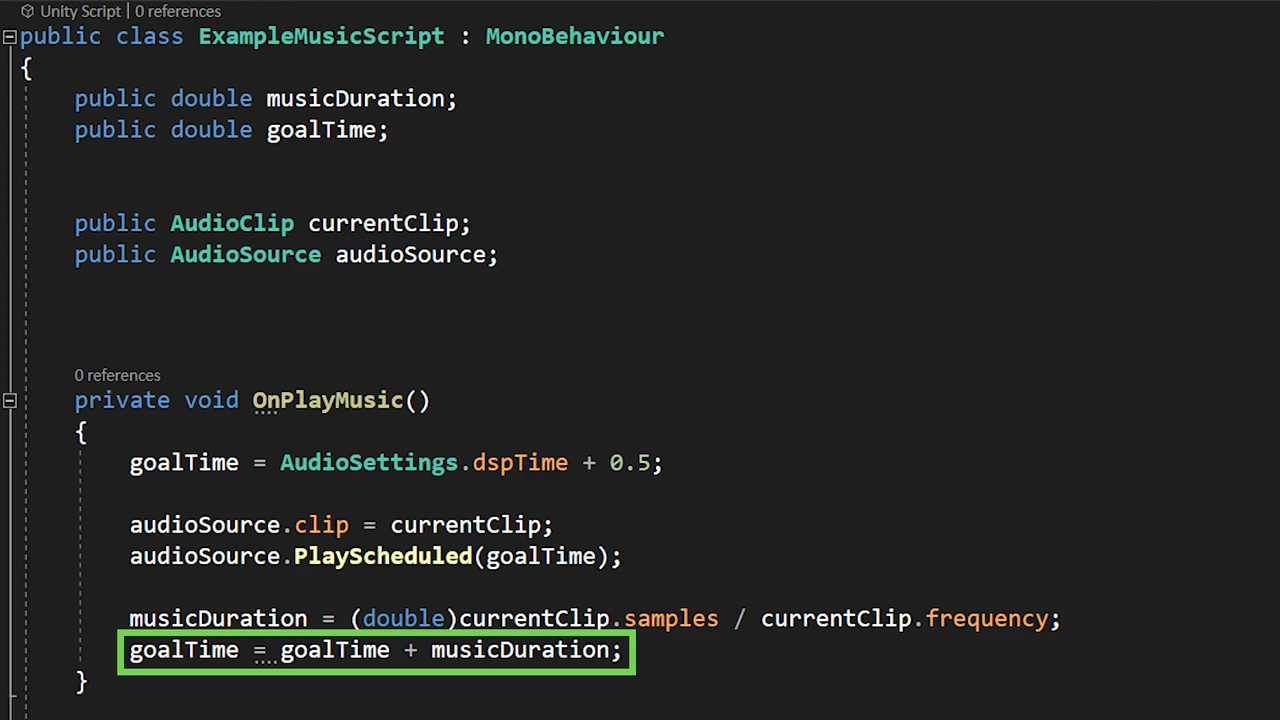 Unity Script | 0 references
public class ExampleMusicScript : MonoBehaviour
{
public double musicDuration;
public double goalTime;
public AudioClip currentClip;
public AudioSource audioSource;
0 references
private void OnPlayMusic()
{
goalTime = AudioSettings.dspTime + 0.5;
audioSource.clip = currentClip;
audioSource.PlayScheduled(goalTime);
musicDuration = (double)currentClip.samples / currentClip.frequency;
goalTime = goalTime + musicDuration;
}